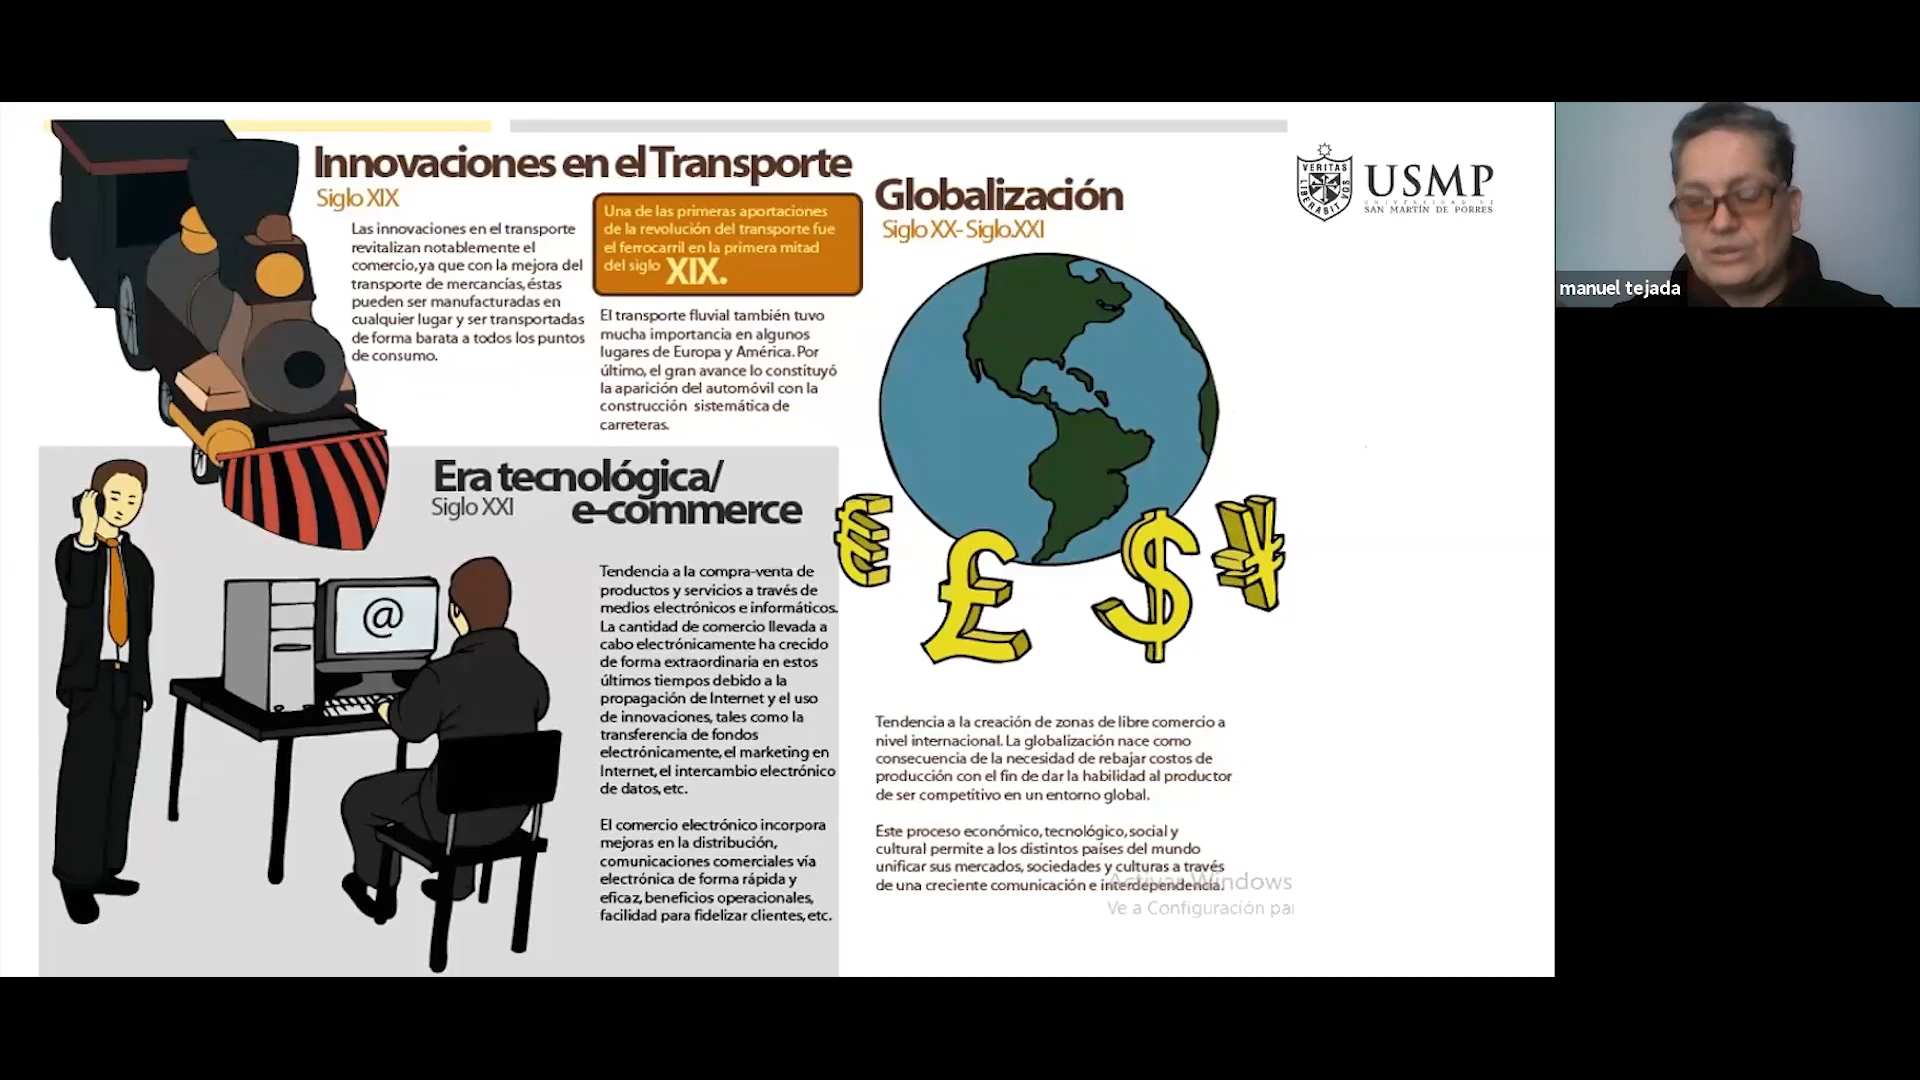 Innovaciones en el Transporte
Siglo XIX
Las innovaciones en el transporte
revitalizan notablemente el
comercio, ya que con la mejora del
transporte de mercancías, éstas
pueden ser manufacturadas en
cualquier lugar y ser transportadas
de forma barata a todos los puntos
de consumo.
Una de las primeras aportaciones
de la revolución del transporte fue
el ferrocarril en la primera mitad
del siglo XIX.
El transporte fluvial también tuvo
mucha importancia en algunos
lugares de Europa y América. Por
último, el gran avance lo constituyó
la aparición del automóvil con la
construcción sistemática de
carreteras.
Era tecnológica/
Siglo XXI e-commerce
@
Tendencia a la compra-venta de
productos y servicios a través de
medios electrónicos e informáticos.
La cantidad de comercio llevada a
cabo electrónicamente ha crecido
de forma extraordinaria en estos
últimos tiempos debido a la
propagación de Internet y el uso
de innovaciones, tales como la
transferencia de fondos
electrónicamente, el marketing en
Internet, el intercambio electrónico
de datos, etc.
El comercio electrónico incorpora
mejoras en la distribución,
comunicaciones comerciales vía
electrónica de forma rápida y
eficaz, beneficios operacionales,
facilidad para fidelizar clientes, etc.
Globalización
Siglo XX- Siglo.XXI
€ £ $ ¥
Tendencia a la creación de zonas de libre comercio a
nivel internacional. La globalización nace como
consecuencia de la necesidad de rebajar costos de
producción con el fin de dar la habilidad al productor
de ser competitivo en un entorno global.
Este proceso económico, tecnológico, social y
cultural permite a los distintos países del mundo
unificar sus mercados, sociedades y culturas a través
de una creciente comunicación e interdependencia.
Activar Windows
Ve a Configuración par
VERITAS
LIBERABIT VOS
USMP
UNIVERSIDAD DE
SAN MARTÍN DE PORRES
manuel tejada